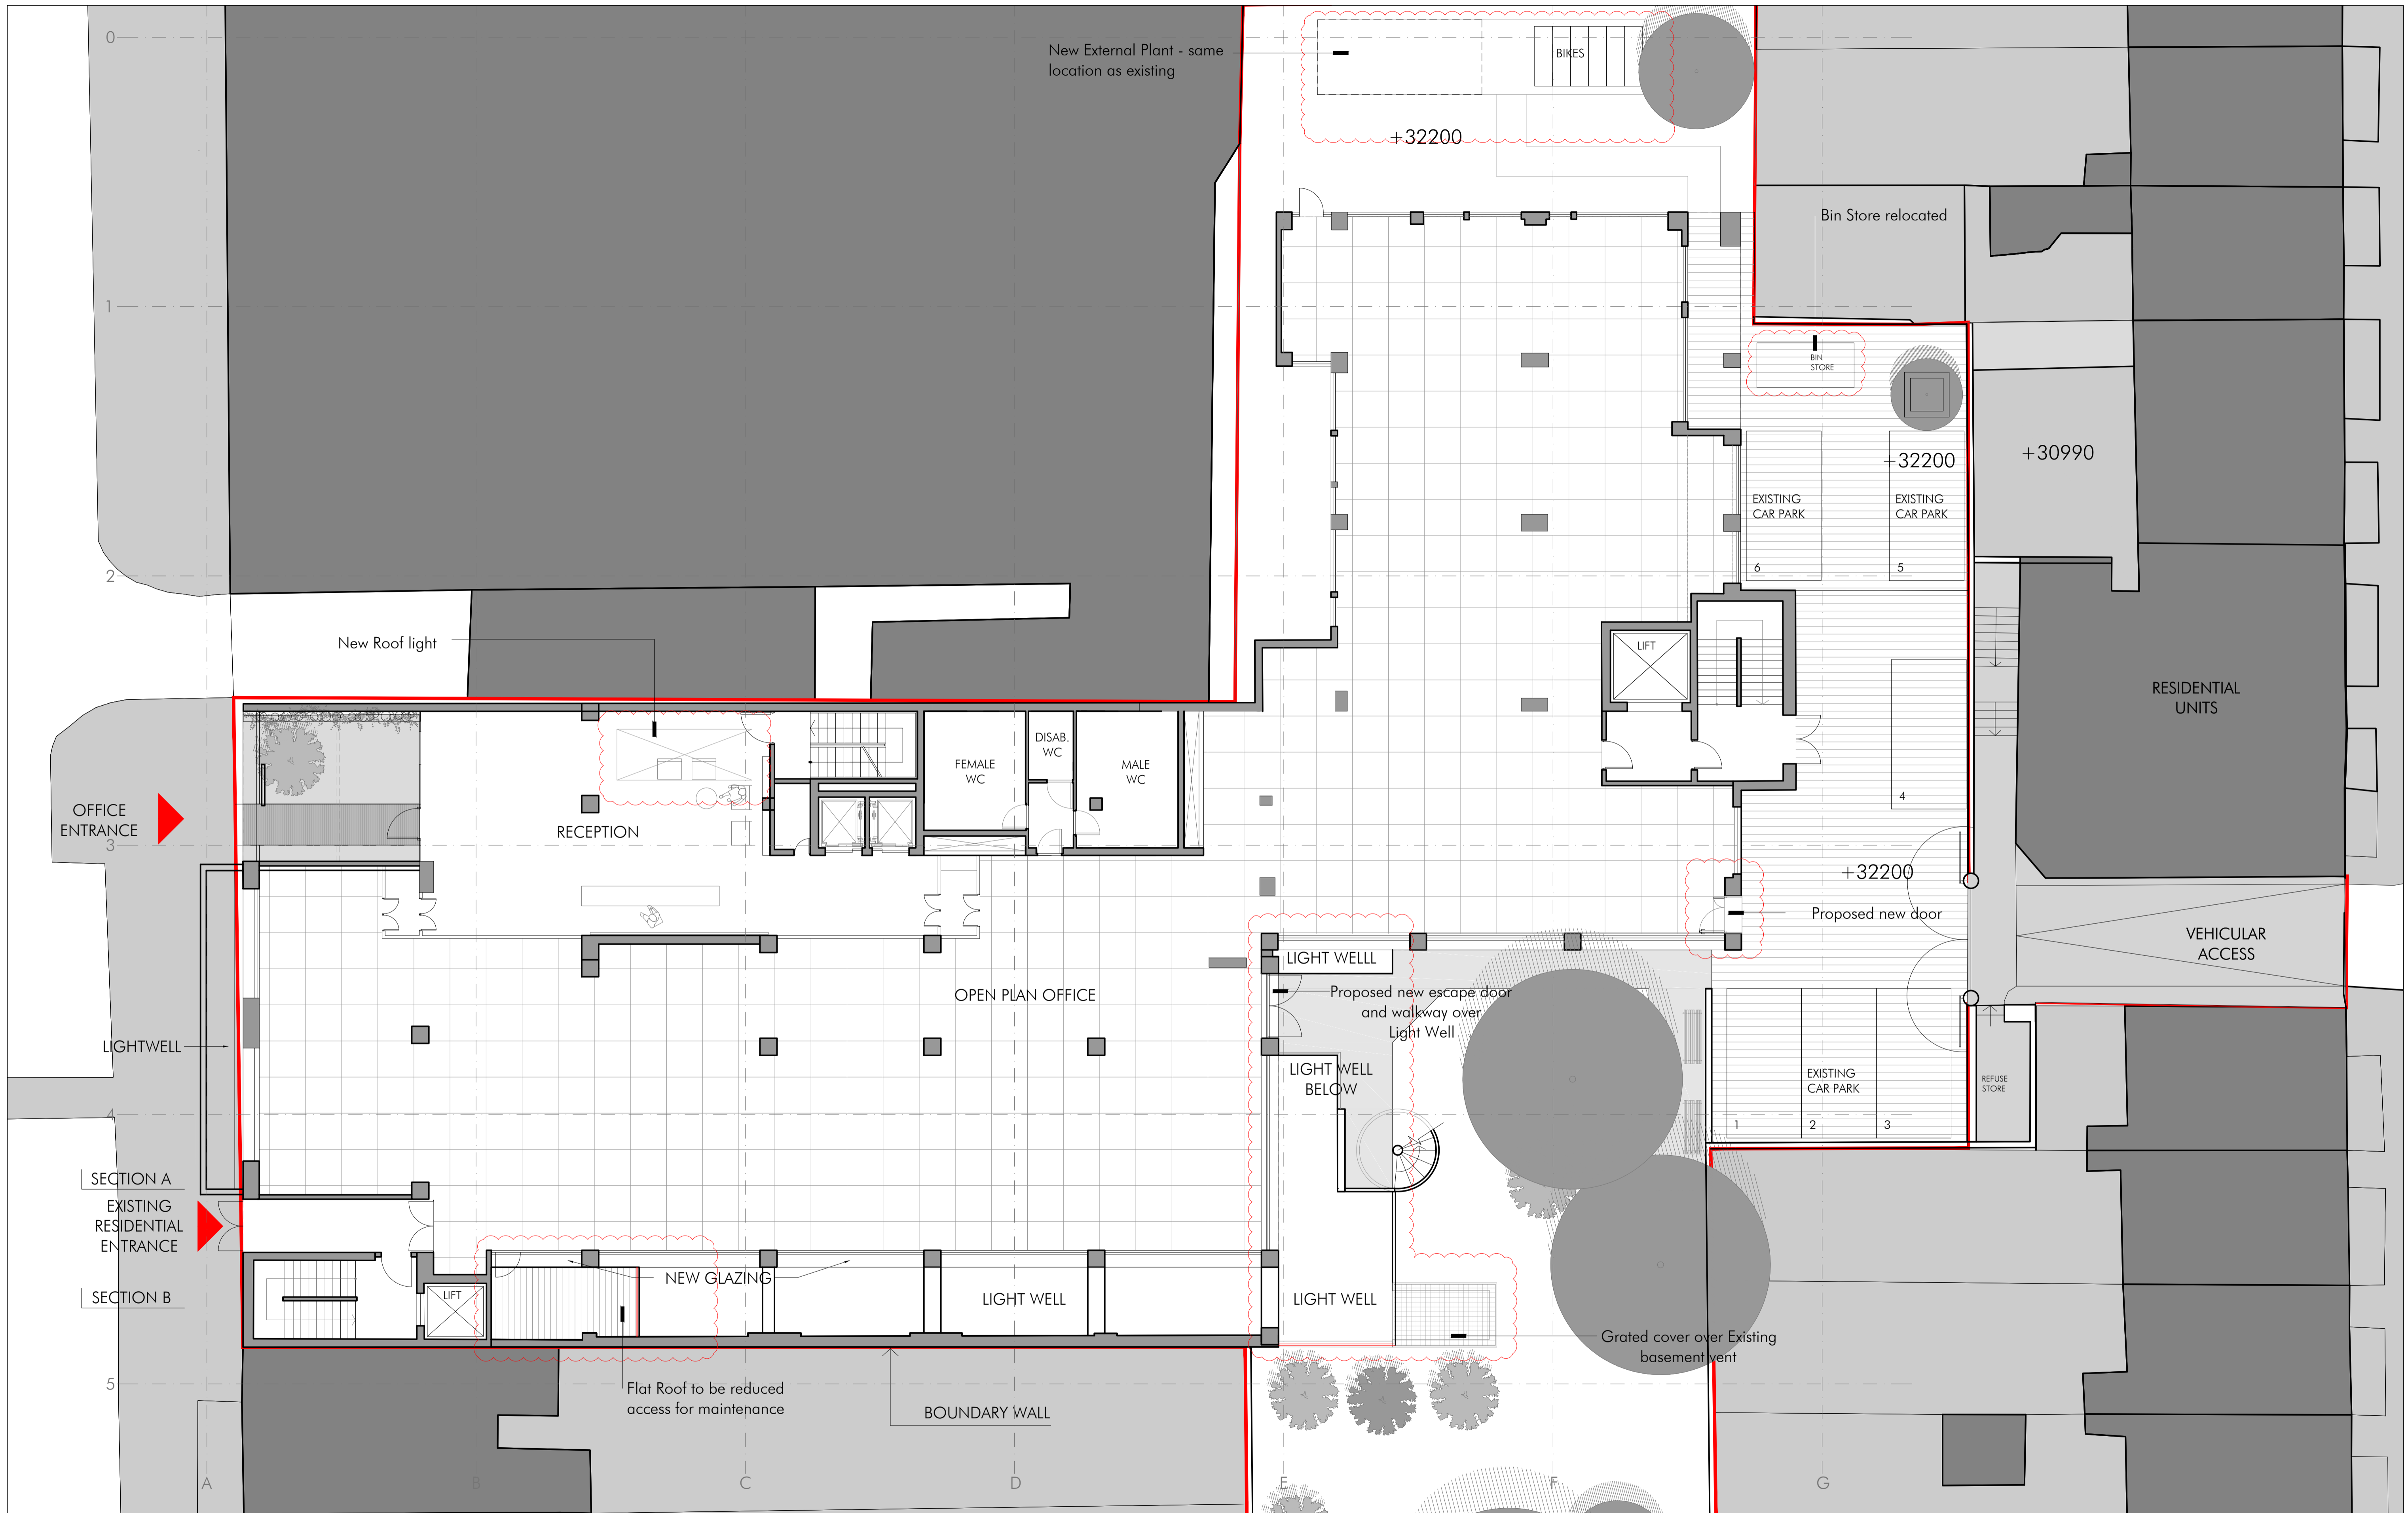 0
New External Plant - same
location as existing
BIKES
+32200
Bin Store relocated
1
BIN
STORE
+32200
+30990
EXISTING
CAR PARK
EXISTING
CAR PARK
6
5
2
New Roof light
LIFT
RESIDENTIAL
UNITS
DISAB.
WC
FEMALE
WC
MALE
WC
4
OFFICE
ENTRANCE
RECEPTION
3
+32200
Proposed new door
VEHICULAR
ACCESS
LIGHT WELLL
OPEN PLAN OFFICE
Proposed new escape door
and walkway over
Light Well
LIGHTWELL
LIGHT WELL
BELOW
EXISTING
CAR PARK
REFUSE
STORE
4
1
2
3
SECTION A
EXISTING
RESIDENTIAL
ENTRANCE
NEW GLAZING
SECTION B
LIFT
LIGHT WELL
LIGHT WELL
Grated cover over Existing
basement vent
5
Flat Roof to be reduced
access for maintenance
BOUNDARY WALL
A
B
C
D
E
F
G